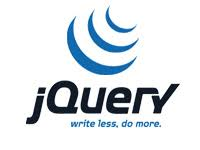 jQuery
write less, do more.